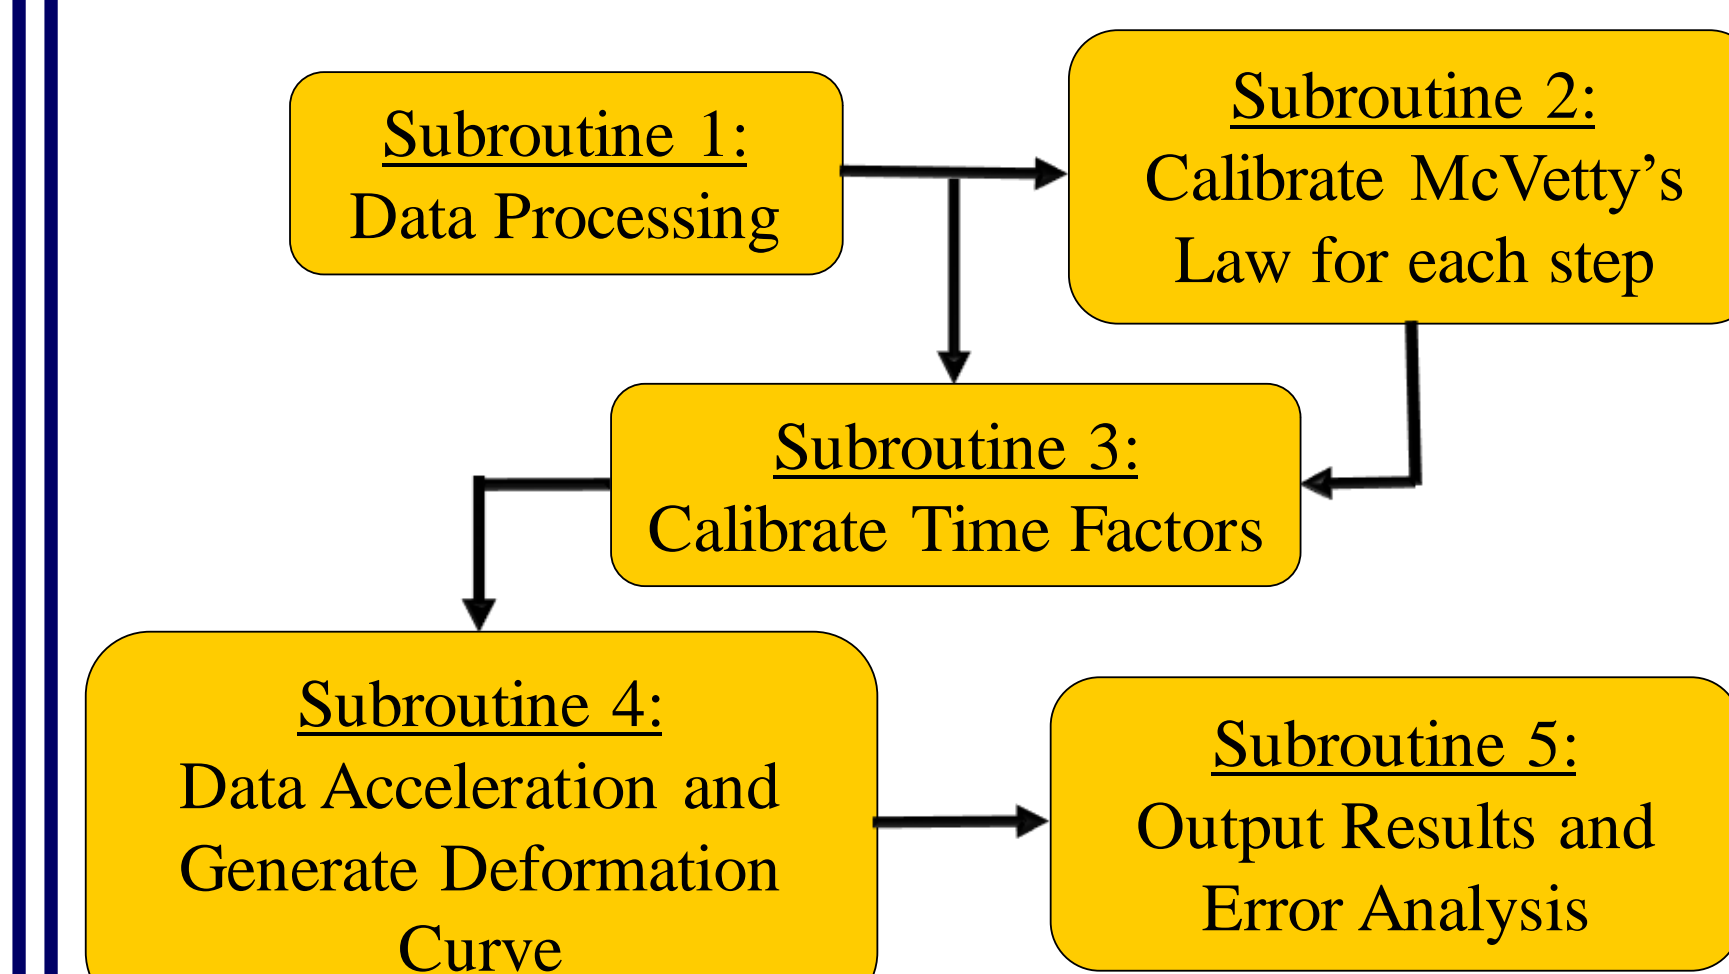 Subroutine 1:
Data Processing
Subroutine 2:
Calibrate McVetty’s
Law for each step
Subroutine 3:
Calibrate Time Factors
Subroutine 4:
Data Acceleration and
Generate Deformation
Curve
Subroutine 5:
Output Results and
Error Analysis